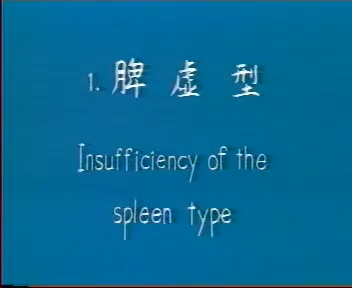 1. 脾虚型
Insufficiency of the
spleen type